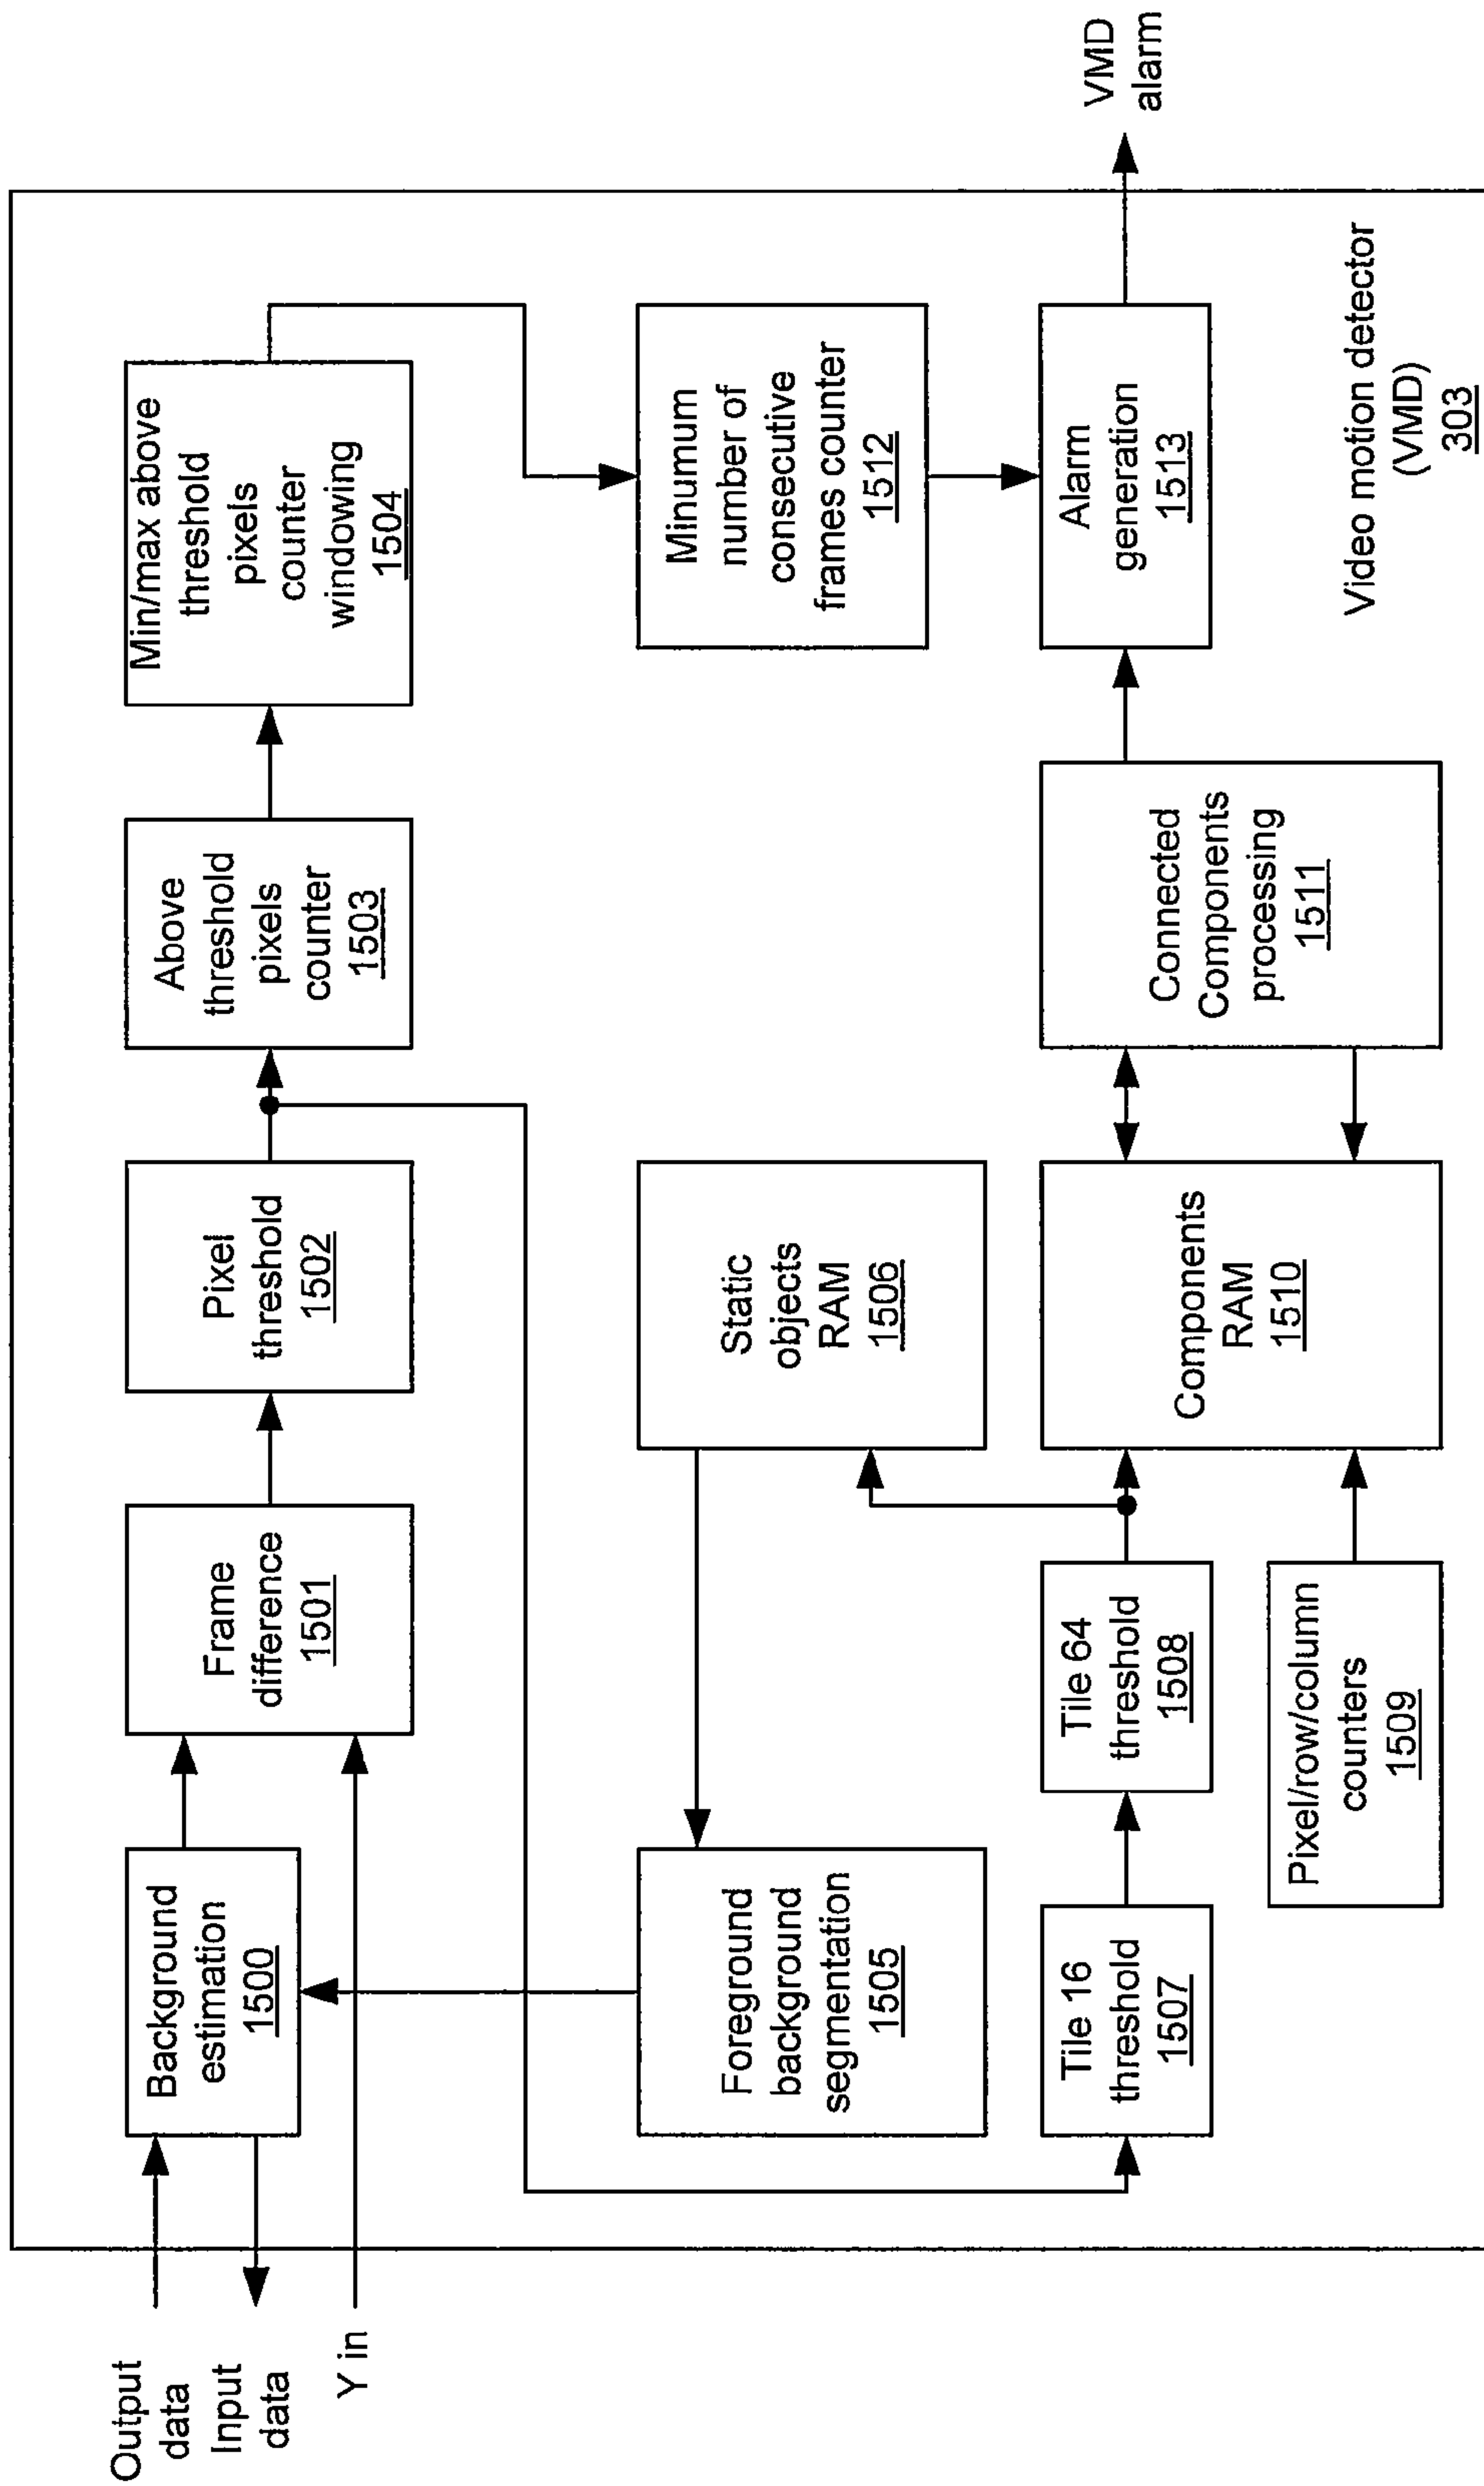 Output
data
Input
data
Y in
Background
estimation
1500
Frame
difference
1501
Pixel
threshold
1502
Above
threshold
pixels
counter
1503
Min/max above
threshold
pixels
counter
windowing
1504
Foreground
background
segmentation
1505
Static
objects
RAM
1506
Minumum
number of
consecutive
frames counter
1512
Tile 16
threshold
1507
Tile 64
threshold
1508
Pixel/row/column
counters
1509
Components
RAM
1510
Connected
Components
processing
1511
Alarm
generation
1513
VMD
alarm
Video motion detector
(VMD)
303